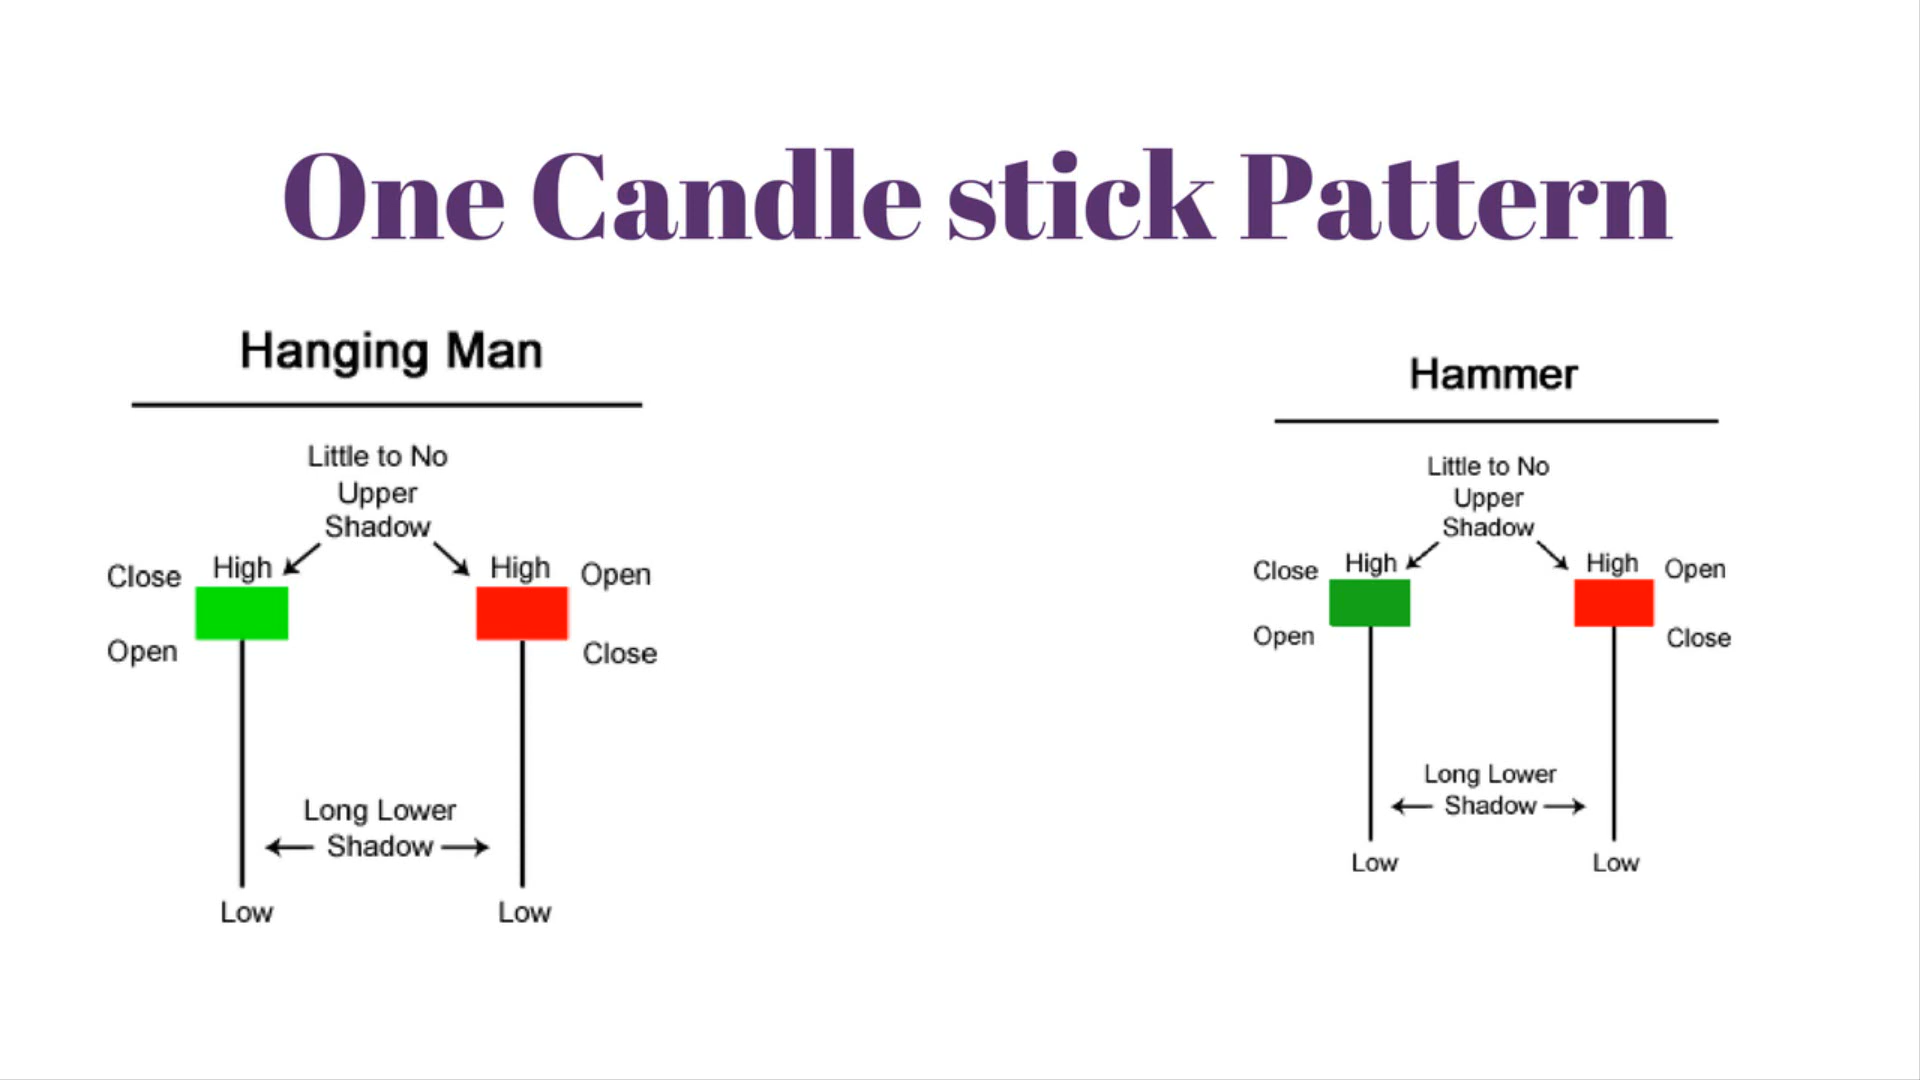 One Candle stick Pattern
Hanging Man
Little to No
Upper
Shadow
Close High
High Open
Open
Close
Long Lower
Shadow
Low
Low
Hammer
Little to No
Upper
Shadow
Close High
High Open
Open
Close
Long Lower
Shadow
Low
Low